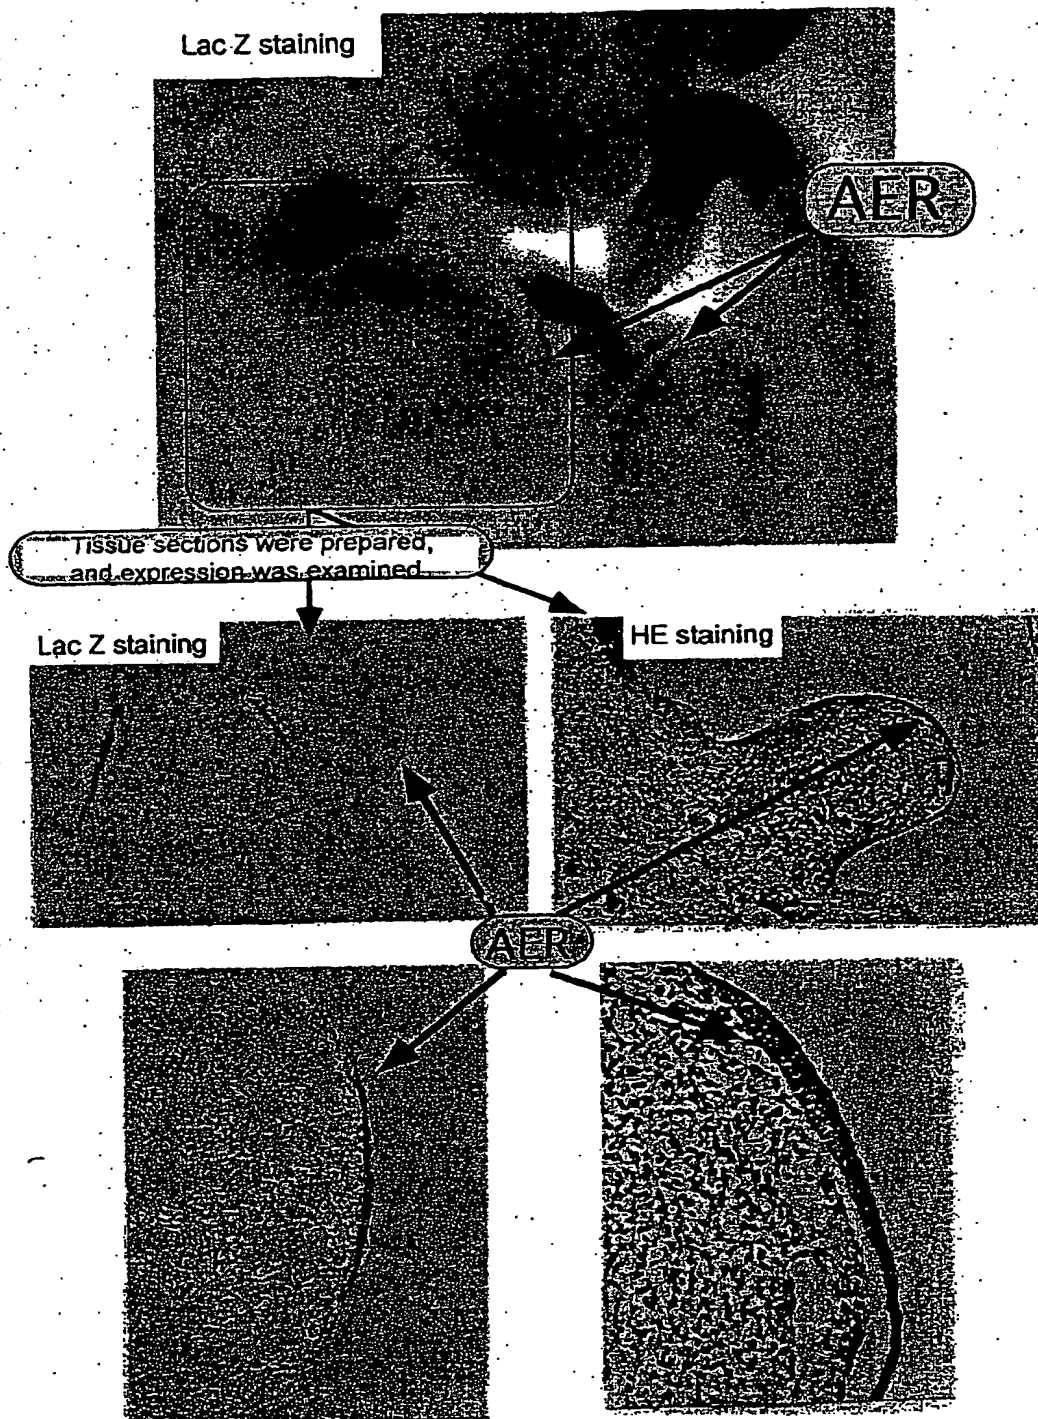 Lac Z staining
AER
Tissue sections were prepared,
and expression was examined
Lac Z staining
HE staining
AER